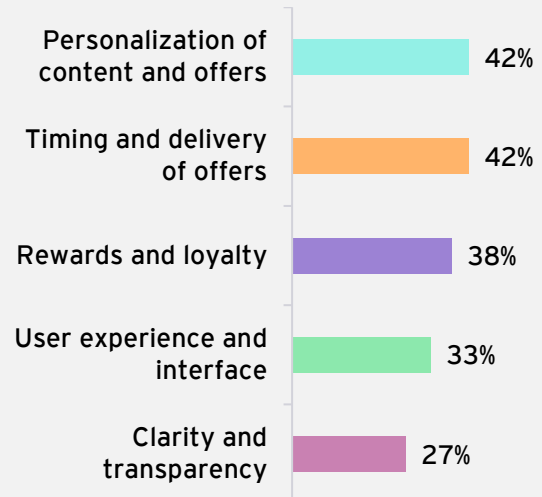 Personalization of
content and offers
42%
Timing and delivery
of offers
42%
Rewards and loyalty
38%
User experience and
interface
33%
Clarity and
transparency
27%